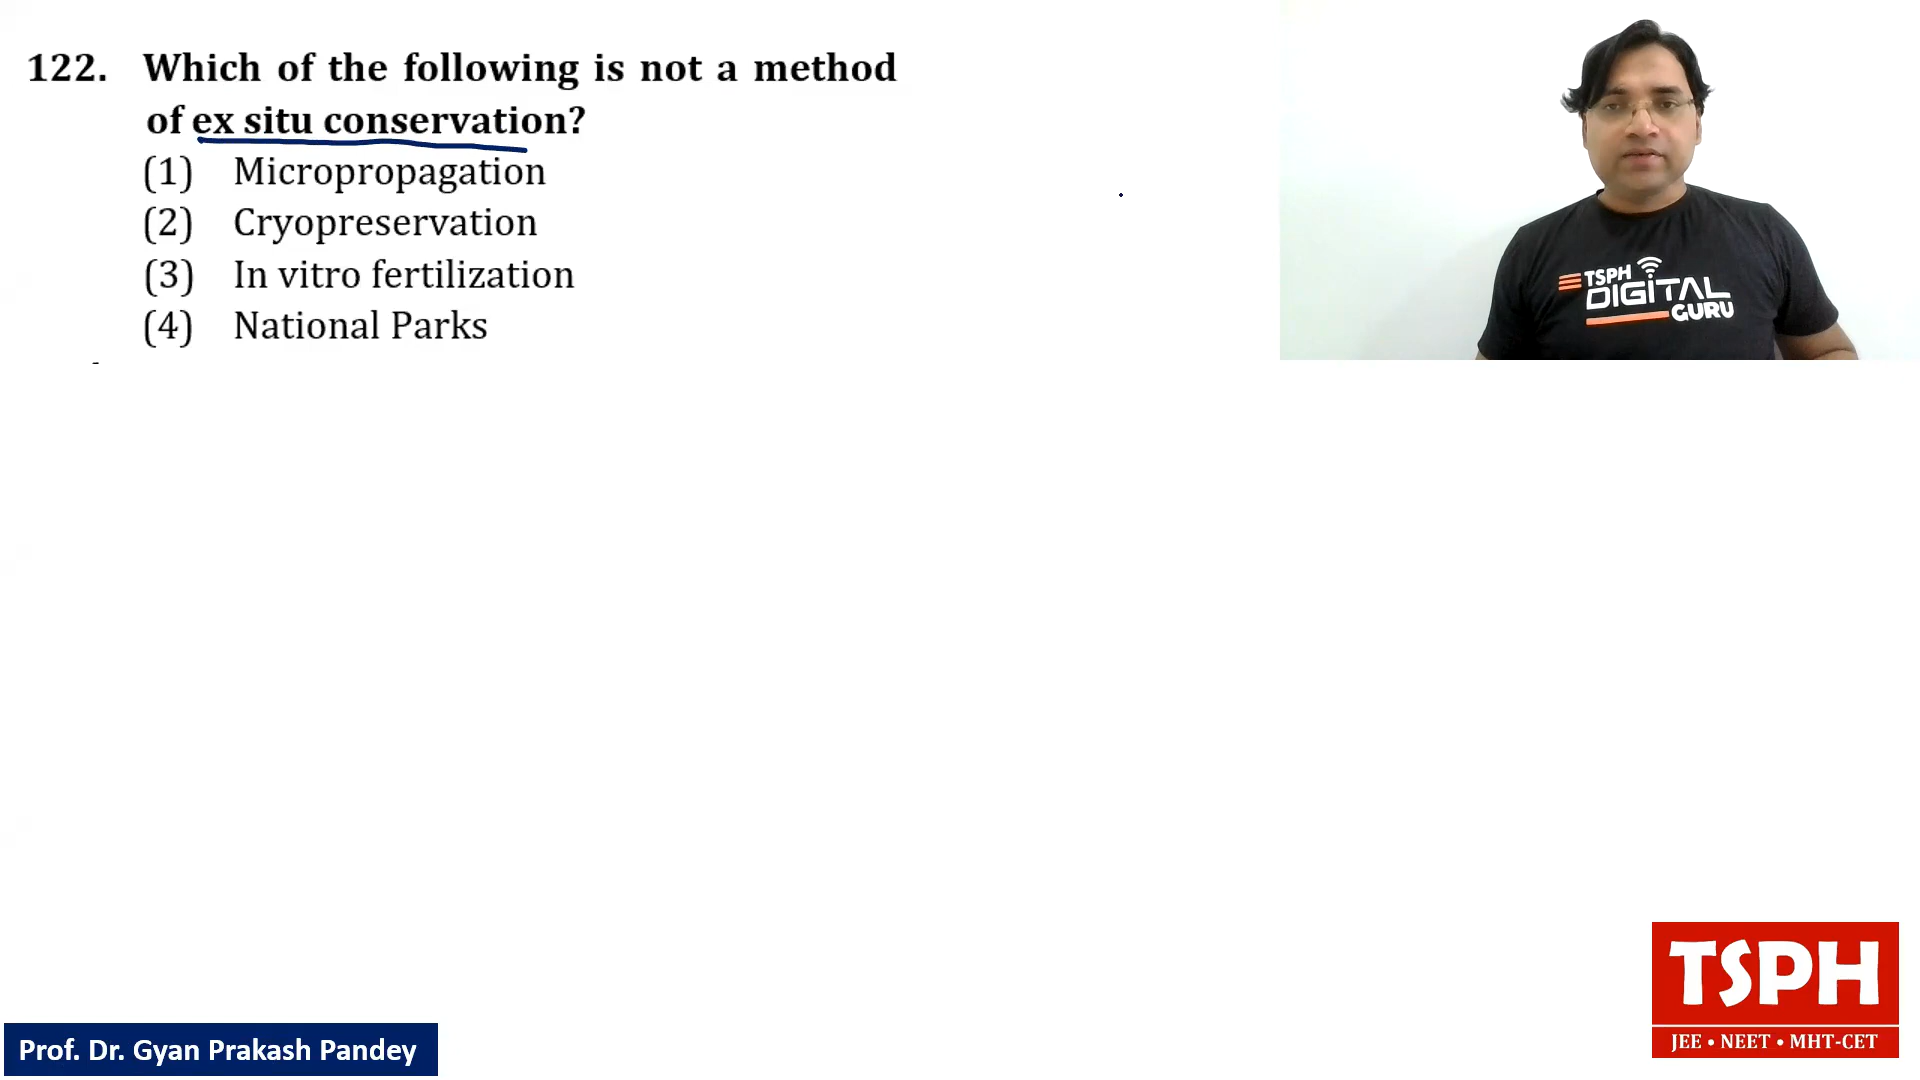 122. Which of the following is not a method
of ex situ conservation?
(1) Micropropagation
(2) Cryopreservation
(3) In vitro fertilization
(4) National Parks
TSPH
DIGITAL
GURU
TSPH
JEE • NEET • MHT-CET
Prof. Dr. Gyan Prakash Pandey